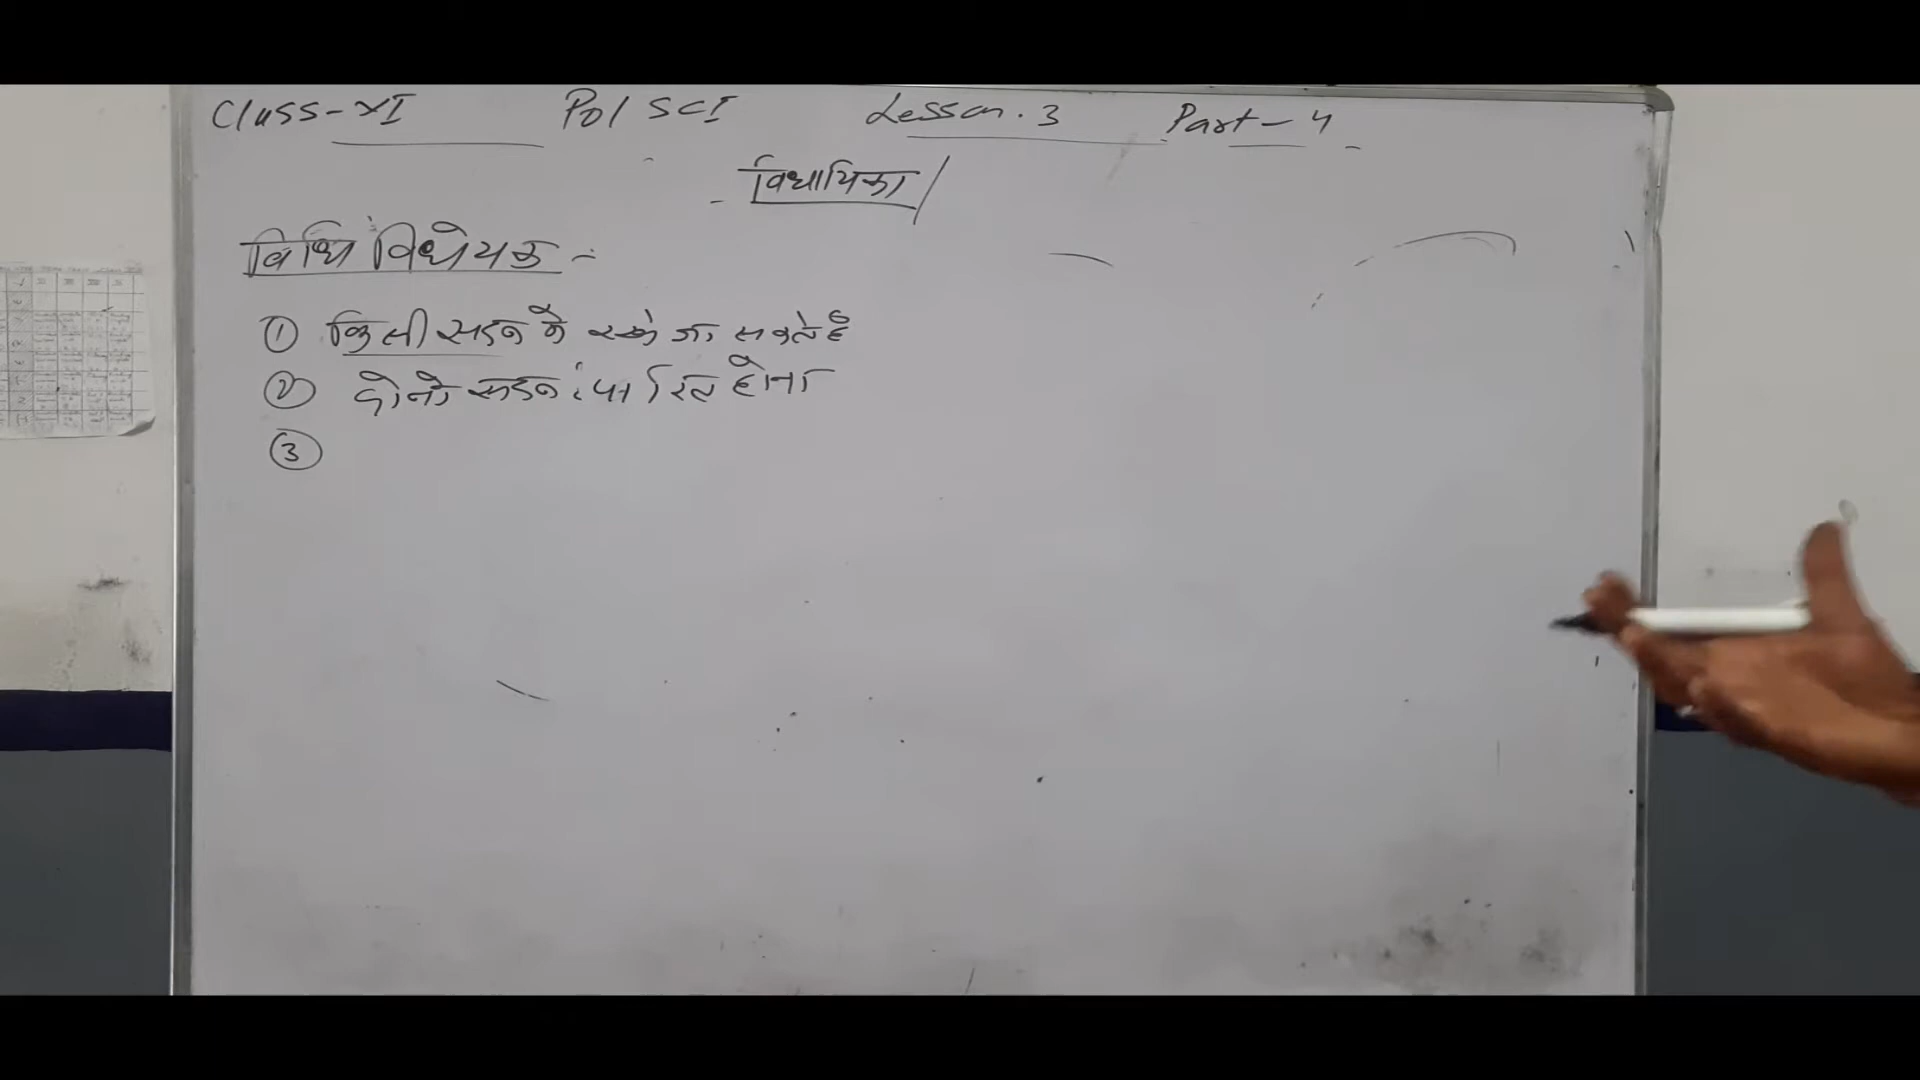 Class-XI Pol SCI Lesson.3 Part-4
विधायिका/
विधि विधेयक :-
① किसी सदन में रखे जा सकते है
② दोनो सदन: पारित होना
③